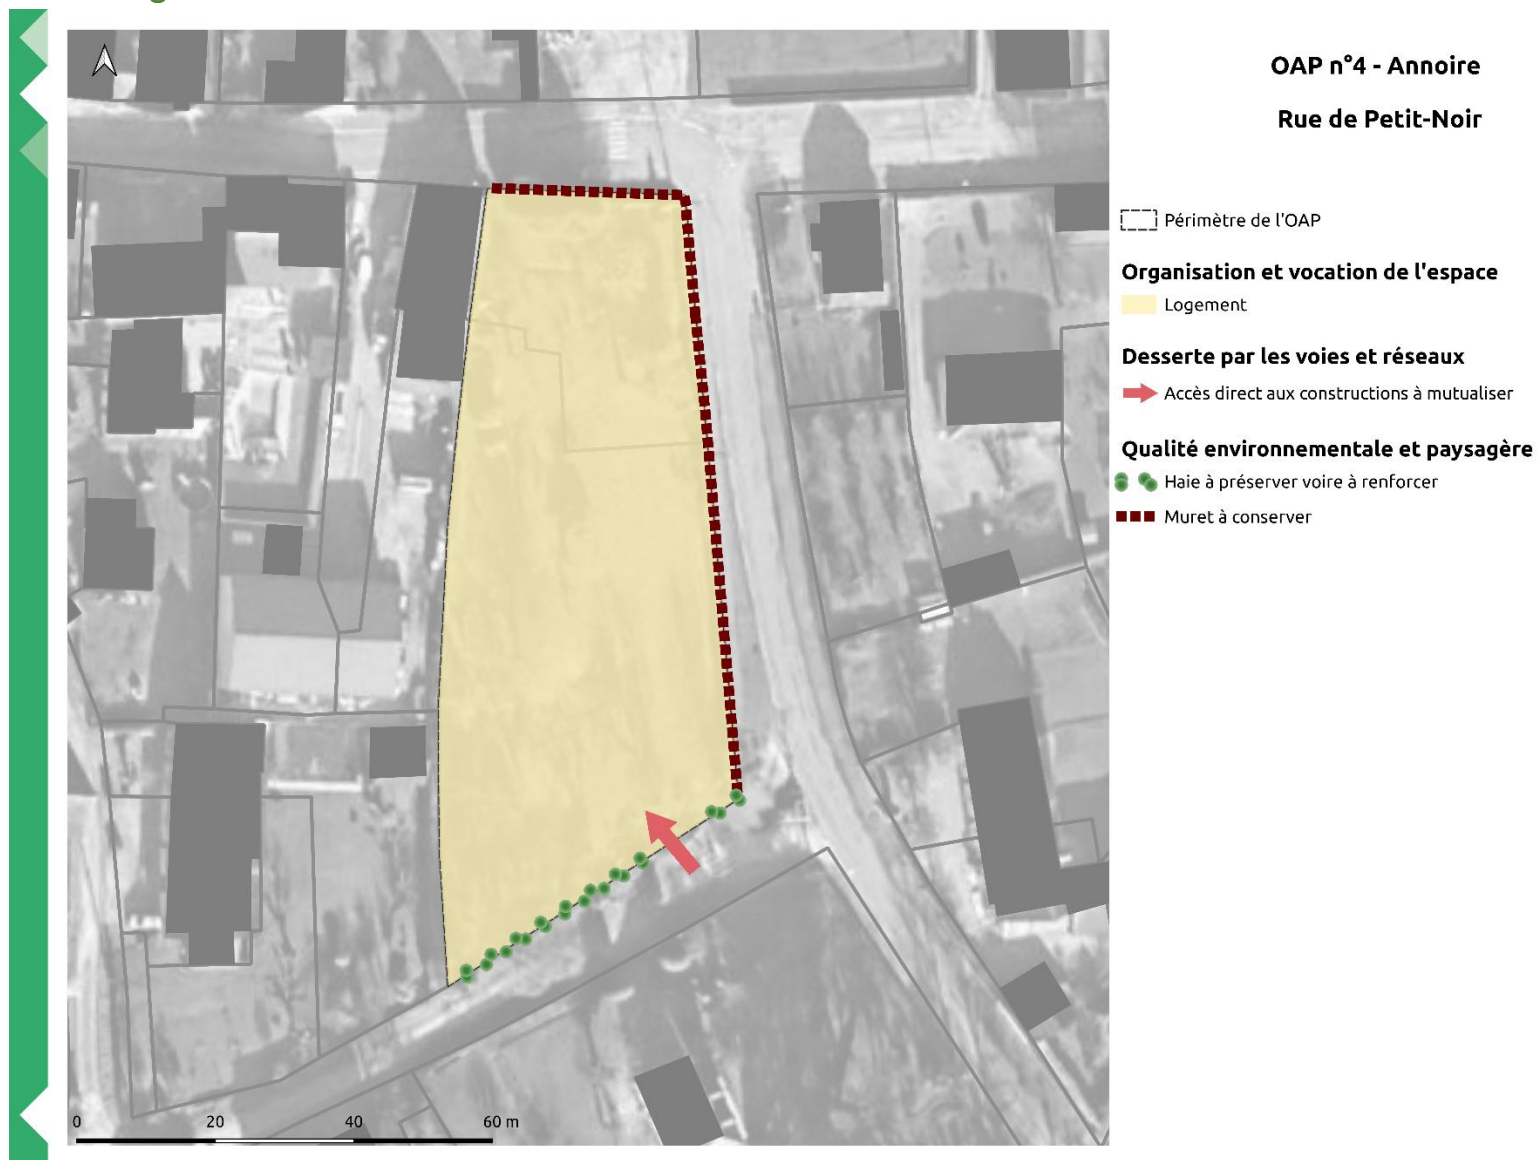 OAP n°4 - Annoire
Rue de Petit-Noir
Périmètre de l'OAP
Organisation et vocation de l'espace
Logement
Desserte par les voies et réseaux
Accès direct aux constructions à mutualiser
Qualité environnementale et paysagère
Haie à préserver voire à renforcer
Muret à conserver
0 20 40 60 m